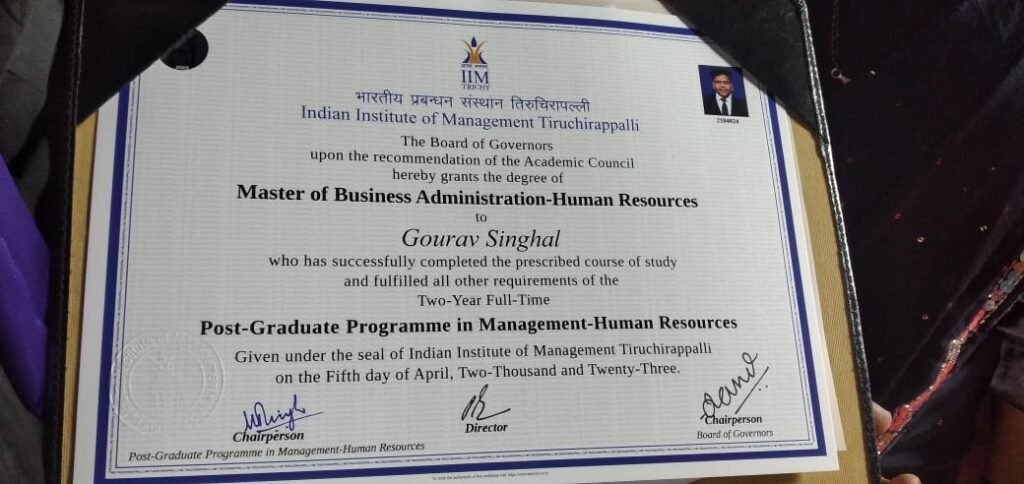 IIM
TRICHY
भारतीय प्रबन्धन संस्थान तिरुचिरापल्ली
Indian Institute of Management Tiruchirappalli
2104024
The Board of Governors
upon the recommendation of the Academic Council
hereby grants the degree of
Master of Business Administration-Human Resources
to
Gourav Singhal
who has successfully completed the prescribed course of study
and fulfilled all other requirements of the
Two-Year Full-Time
Post-Graduate Programme in Management-Human Resources
Given under the seal of Indian Institute of Management Tiruchirappalli
on the Fifth day of April, Two-Thousand and Twenty-Three.
Chairperson
Post-Graduate Programme in Management-Human Resources
Director
Chairperson
Board of Governors